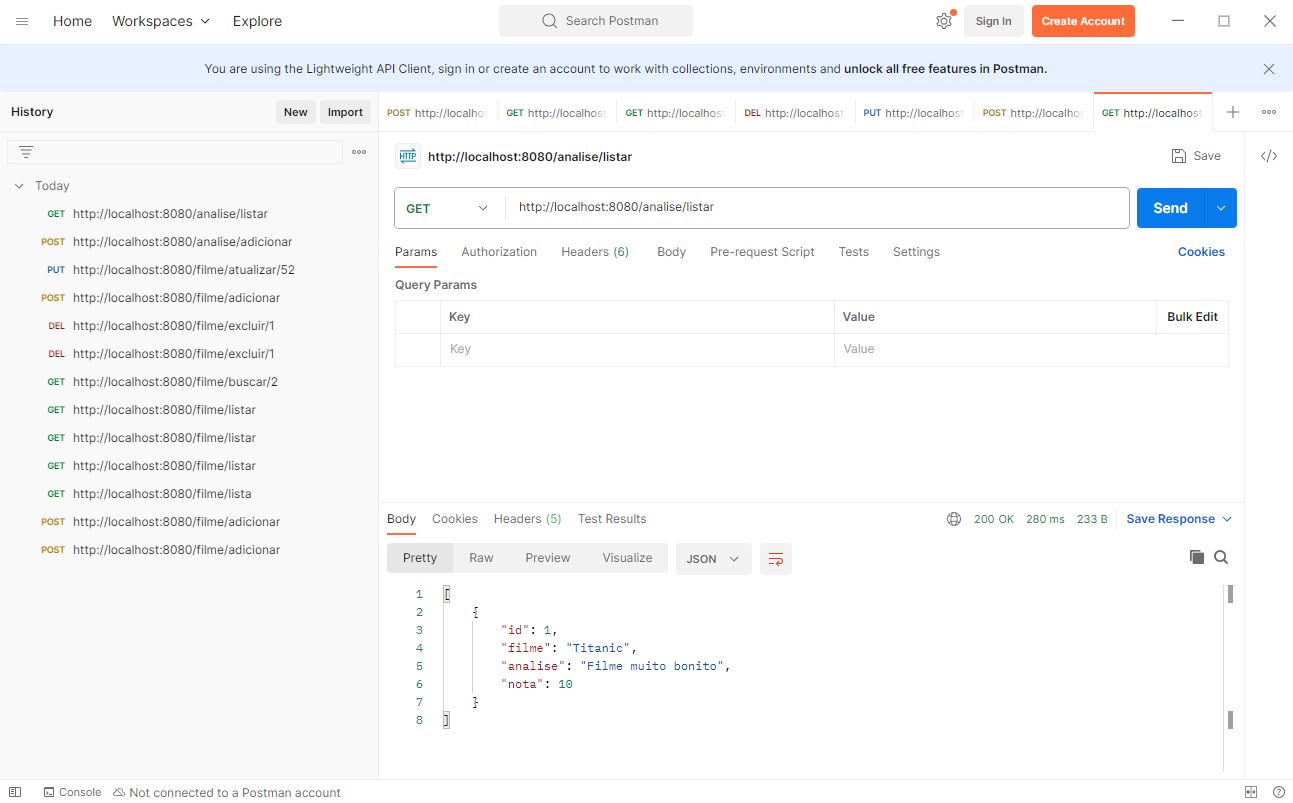 Home Workspaces Explore Search Postman Sign In Create Account
You are using the Lightweight API Client, sign in or create an account to work with collections, environments and unlock all free features in Postman.
History New Import
POST http://localho GET http://localhost GET http://localhost DEL http://localhost PUT http://localhost POST http://localhos GET http://localhost
HTTP http://localhost:8080/analise/listar Save
Today
GET http://localhost:8080/analise/listar
POST http://localhost:8080/analise/adicionar
PUT http://localhost:8080/filme/atualizar/52
POST http://localhost:8080/filme/adicionar
DEL http://localhost:8080/filme/excluir/1
DEL http://localhost:8080/filme/excluir/1
GET http://localhost:8080/filme/buscar/2
GET http://localhost:8080/filme/listar
GET http://localhost:8080/filme/listar
GET http://localhost:8080/filme/listar
GET http://localhost:8080/filme/lista
POST http://localhost:8080/filme/adicionar
POST http://localhost:8080/filme/adicionar
GET http://localhost:8080/analise/listar Send
Params Authorization Headers (6) Body Pre-request Script Tests Settings Cookies
Query Params
Key Value Bulk Edit
Key Value
Body Cookies Headers (5) Test Results 200 OK 280 ms 233 B Save Response
Pretty Raw Preview Visualize JSON
1 [
2 {
3 "id": 1,
4 "filme": "Titanic",
5 "analise": "Filme muito bonito",
6 "nota": 10
7 }
8 ]
Console Not connected to a Postman account